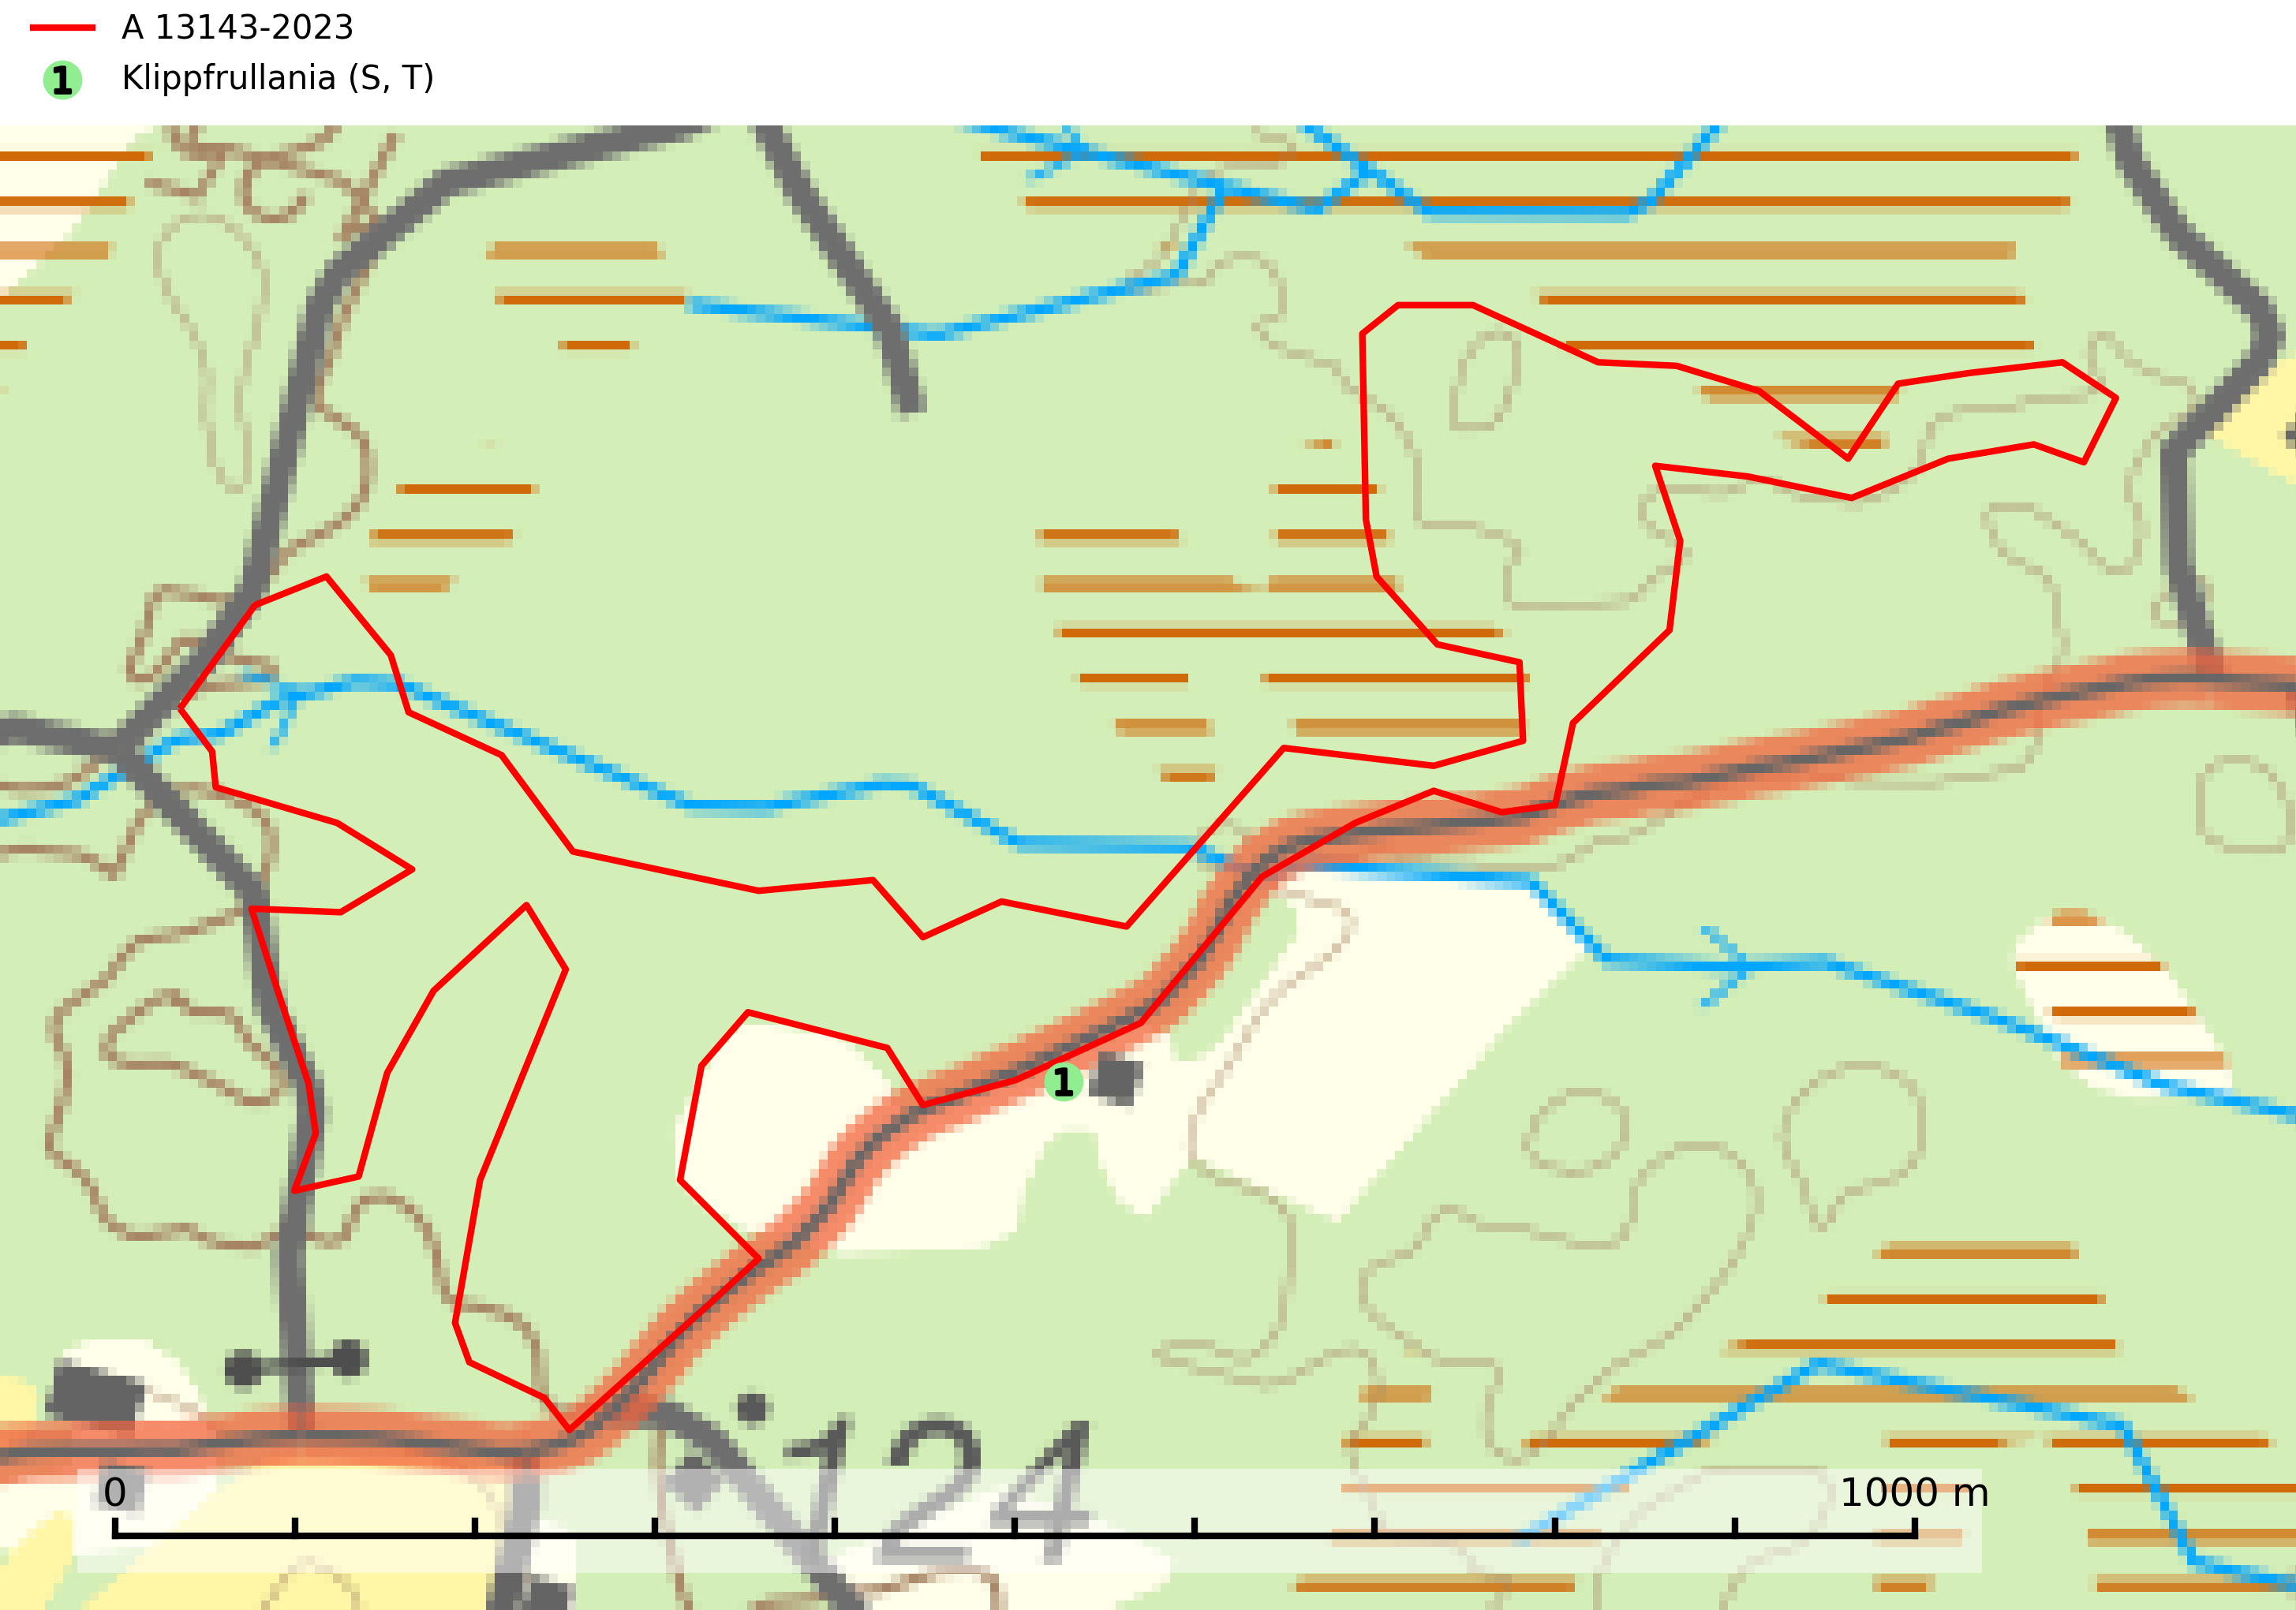 A 13143-2023
1 Klippfrullania (S, T)
1
124
0 1000 m